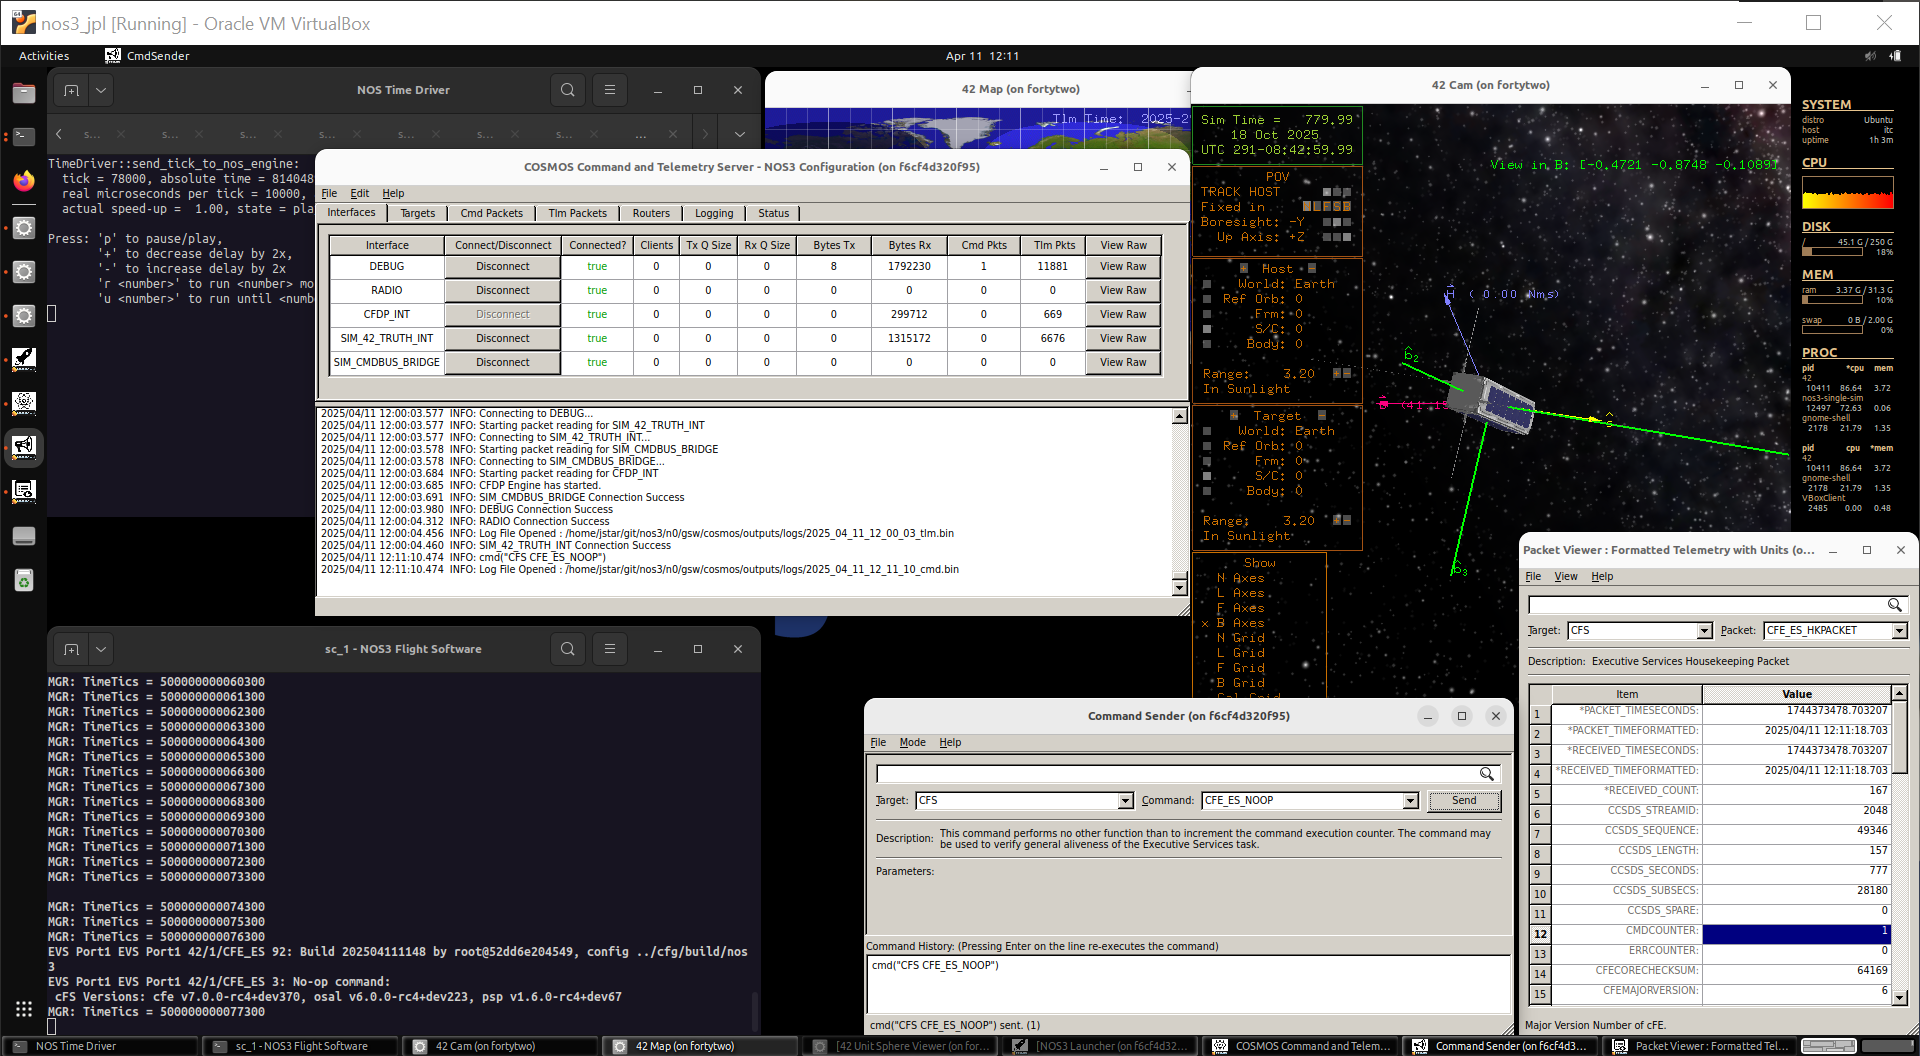 nos3_jpl [Running] - Oracle VM VirtualBox
Activities
CmdSender
Apr 11 12:11
NOS Time Driver
s... s... s... s... s... s... s... ...
TimeDriver::send_tick_to_nos_engine:
tick = 78000, absolute time = 814048
real microseconds per tick = 10000,
actual speed-up = 1.00, state = pla
Press: 'p' to pause/play,
'+' to decrease delay by 2x,
'-' to increase delay by 2x
'r <number>' to run <number> mo
'u <number>' to run until <numb
42 Map (on fortytwo)
Tlm Time: 2025-2
COSMOS Command and Telemetry Server - NOS3 Configuration (on f6cf4d320f95)
File Edit Help
Interfaces Targets Cmd Packets Tlm Packets Routers Logging Status
Interface Connect/Disconnect Connected? Clients Tx Q Size Rx Q Size Bytes Tx Bytes Rx Cmd Pkts Tlm Pkts View Raw
DEBUG Disconnect true 0 0 0 8 1792230 1 11881 View Raw
RADIO Disconnect true 0 0 0 0 0 0 0 View Raw
CFDP_INT Disconnect true 0 0 0 0 299712 0 669 View Raw
SIM_42_TRUTH_INT Disconnect true 0 0 0 0 1315172 0 6676 View Raw
SIM_CMDBUS_BRIDGE Disconnect true 0 0 0 0 0 0 0 View Raw
2025/04/11 12:00:03.577 INFO: Connecting to DEBUG...
2025/04/11 12:00:03.577 INFO: Starting packet reading for SIM_42_TRUTH_INT
2025/04/11 12:00:03.577 INFO: Connecting to SIM_42_TRUTH_INT...
2025/04/11 12:00:03.578 INFO: Starting packet reading for SIM_CMDBUS_BRIDGE
2025/04/11 12:00:03.578 INFO: Connecting to SIM_CMDBUS_BRIDGE...
2025/04/11 12:00:03.684 INFO: Starting packet reading for CFDP_INT
2025/04/11 12:00:03.685 INFO: CFDP Engine has started.
2025/04/11 12:00:03.691 INFO: SIM_CMDBUS_BRIDGE Connection Success
2025/04/11 12:00:03.980 INFO: DEBUG Connection Success
2025/04/11 12:00:04.312 INFO: RADIO Connection Success
2025/04/11 12:00:04.456 INFO: Log File Opened : /home/jstar/git/nos3/n0/gsw/cosmos/outputs/logs/2025_04_11_12_00_03_tlm.bin
2025/04/11 12:00:04.460 INFO: SIM_42_TRUTH_INT Connection Success
2025/04/11 12:11:10.474 INFO: cmd("CFS CFE_ES_NOOP")
2025/04/11 12:11:10.474 INFO: Log File Opened : /home/jstar/git/nos3/n0/gsw/cosmos/outputs/logs/2025_04_11_12_11_10_cmd.bin
42 Cam (on fortytwo)
Sim Time = 779.99
18 Oct 2025
UTC 291-08:42:59.99
View in B: [-0.4721 -0.8748 -0.1089]
POV
TRACK HOST
Fixed in L F S B
Boresight: -Y
Up Axis: +Z
+ Host -
World: Earth
Ref Orb: 0
Frm: 0
S/C: 0
Body: 0
Range: 3.20 + -
In Sunlight
+ Target -
World: Earth
Ref Orb: 0
Frm: 0
S/C: 0
Body: 0
Range: 3.20 + -
In Sunlight
Show
N Axes
L Axes
F Axes
x B Axes
N Grid
L Grid
F Grid
B Grid
H ( 0.00 Nms)
b2
s
b3
SYSTEM
distro Ubuntu
host itc
uptime 1h 3m
CPU
DISK
/ 45.1 G / 250 G
18%
MEM
ram 3.37 G / 31.3 G
10%
swap 0 B / 2.00 G
0%
PROC
pid *cpu mem
42
10411 86.64 3.72
nos3-single-sim
12497 72.63 0.06
gnome-shell
2178 21.79 1.35
pid cpu *mem
42
10411 86.64 3.72
gnome-shell
2178 21.79 1.35
VBoxClient
2485 0.00 0.48
sc_1 - NOS3 Flight Software
MGR: TimeTics = 500000000060300
MGR: TimeTics = 500000000061300
MGR: TimeTics = 500000000062300
MGR: TimeTics = 500000000063300
MGR: TimeTics = 500000000064300
MGR: TimeTics = 500000000065300
MGR: TimeTics = 500000000066300
MGR: TimeTics = 500000000067300
MGR: TimeTics = 500000000068300
MGR: TimeTics = 500000000069300
MGR: TimeTics = 500000000070300
MGR: TimeTics = 500000000071300
MGR: TimeTics = 500000000072300
MGR: TimeTics = 500000000073300
MGR: TimeTics = 500000000074300
MGR: TimeTics = 500000000075300
MGR: TimeTics = 500000000076300
EVS Port1 EVS Port1 42/1/CFE_ES 92: Build 202504111148 by root@52dd6e204549, config ../cfg/build/nos
3
EVS Port1 EVS Port1 42/1/CFE_ES 3: No-op command:
cFS Versions: cfe v7.0.0-rc4+dev370, osal v6.0.0-rc4+dev223, psp v1.6.0-rc4+dev67
MGR: TimeTics = 500000000077300
Command Sender (on f6cf4d320f95)
File Mode Help
Target: CFS Command: CFE_ES_NOOP Send
Description: This command performs no other function than to increment the command execution counter. The command may
be used to verify general aliveness of the Executive Services task.
Parameters:
Command History: (Pressing Enter on the line re-executes the command)
cmd("CFS CFE_ES_NOOP")
cmd("CFS CFE_ES_NOOP") sent. (1)
Packet Viewer : Formatted Telemetry with Units (o...
File View Help
Target: CFS Packet: CFE_ES_HKPACKET
Description: Executive Services Housekeeping Packet
Item Value
1 *PACKET_TIMESECONDS: 1744373478.703207
2 *PACKET_TIMEFORMATTED: 2025/04/11 12:11:18.703
3 *RECEIVED_TIMESECONDS: 1744373478.703207
4 *RECEIVED_TIMEFORMATTED: 2025/04/11 12:11:18.703
5 *RECEIVED_COUNT: 167
6 CCSDS_STREAMID: 2048
7 CCSDS_SEQUENCE: 49346
8 CCSDS_LENGTH: 157
9 CCSDS_SECONDS: 777
10 CCSDS_SUBSECS: 28180
11 CCSDS_SPARE: 0
12 CMDCOUNTER: 1
13 ERRCOUNTER: 0
14 CFECORECHECKSUM: 64169
15 CFEMAJORVERSION: 6
Major Version Number of cFE.
NOS Time Driver
sc_1 - NOS3 Flight Software
42 Cam (on fortytwo)
42 Map (on fortytwo)
[42 Unit Sphere Viewer (on for...
[NOS3 Launcher (on f6cf4d32...
COSMOS Command and Telem...
Command Sender (on f6cf4d3...
Packet Viewer : Formatted Tel...